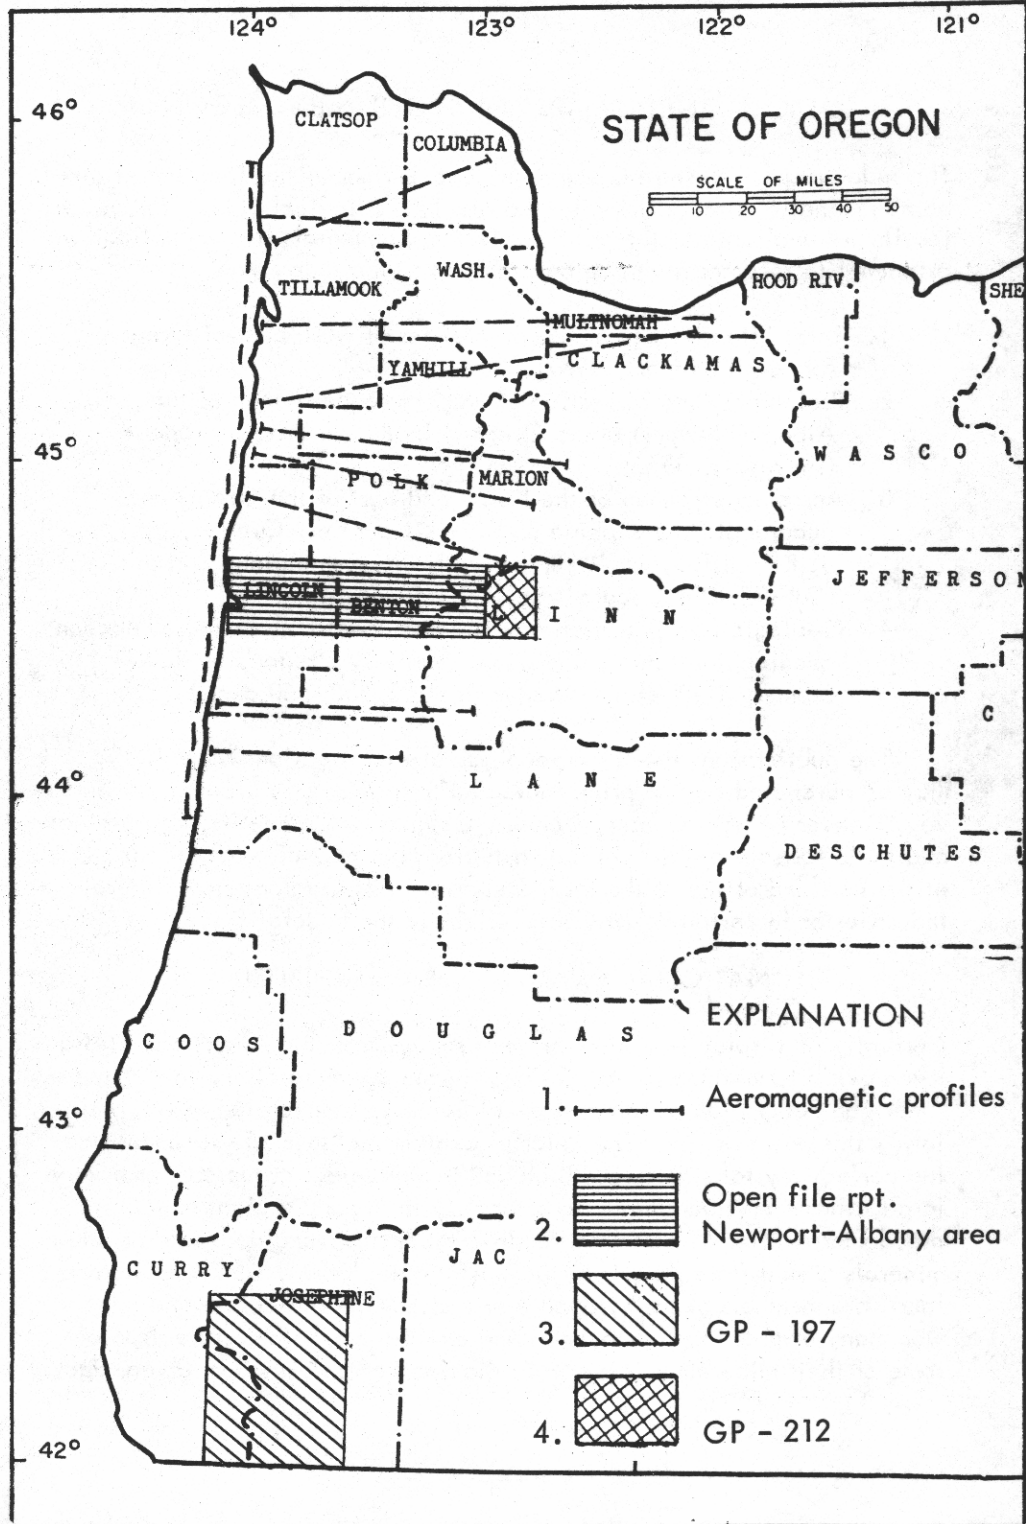 124° 123° 122° 121°
46°
CLATSOP
COLUMBIA
STATE OF OREGON
SCALE OF MILES
0 10 20 30 40 50
WASH.
TILLAMOOK
HOOD RIV.
SHE
MULTNOMAH
CLACKAMAS
YAMHILL
45°
WASCO
POLK
MARION
JEFFERSON
LINCOLN
BENTON
LINN
C
LANE
44°
DESCHUTES
COOS
DOUGLAS
EXPLANATION
1. Aeromagnetic profiles
43°
Open file rpt.
2. Newport-Albany area
CURRY
JAC
JOSEPHINE
3. GP - 197
4. GP - 212
42°